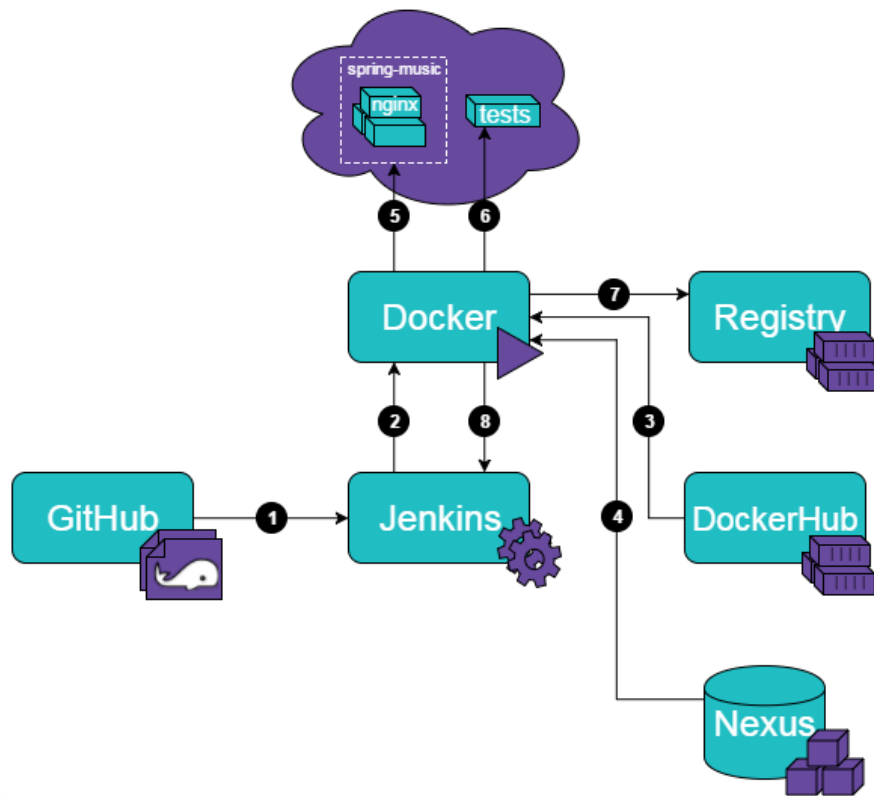 spring-music
nginx
tests
5
6
Docker
7
Registry
2
8
3
GitHub
1
Jenkins
4
DockerHub
Nexus